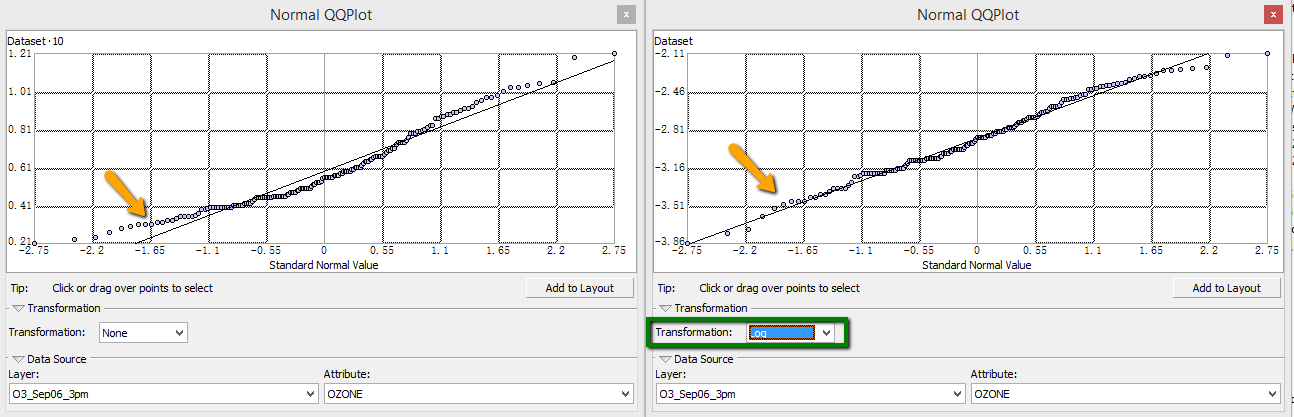 Normal QQPlot
x
Dataset · 10
1.21
1.01
0.81
0.61
0.41
0.21
-2.75 -2.2 -1.65 -1.1 -0.55 0 0.55 1.1 1.65 2.2 2.75
Standard Normal Value
Tip: Click or drag over points to select
Add to Layout
Transformation
Transformation: None
Data Source
Layer: Attribute:
O3_Sep06_3pm OZONE
Normal QQPlot
x
Dataset
-2.11
-2.46
-2.81
-3.16
-3.51
-3.86
-2.75 -2.2 -1.65 -1.1 -0.55 0 0.55 1.1 1.65 2.2 2.75
Standard Normal Value
Tip: Click or drag over points to select
Add to Layout
Transformation
Transformation: Log
Data Source
Layer: Attribute:
O3_Sep06_3pm OZONE